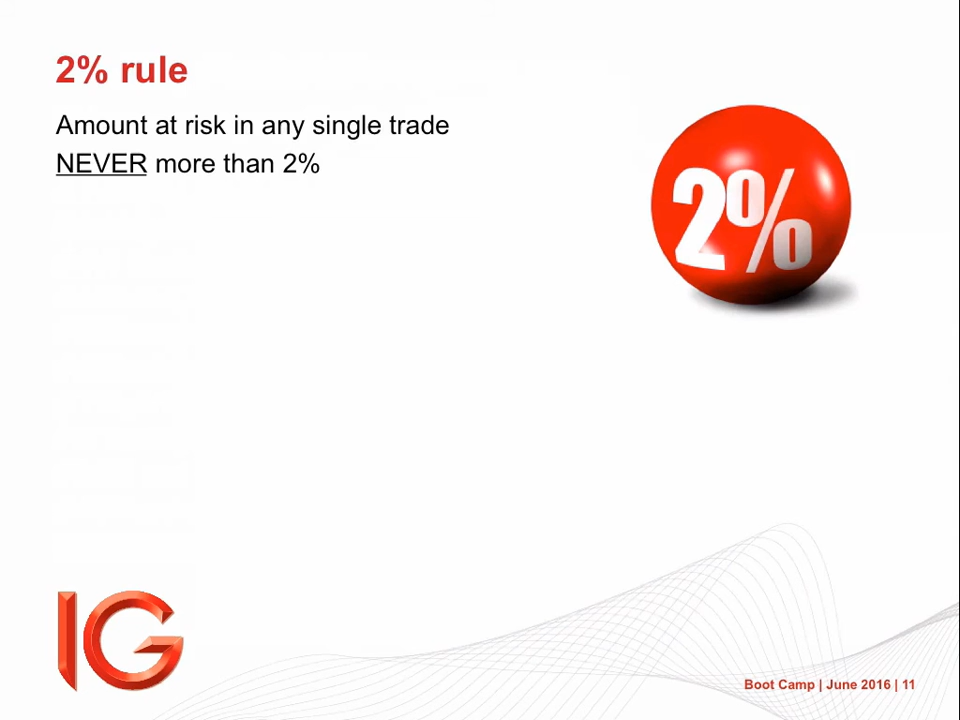 2% rule
Amount at risk in any single trade
NEVER more than 2%
2%
IG
Boot Camp | June 2016 | 11